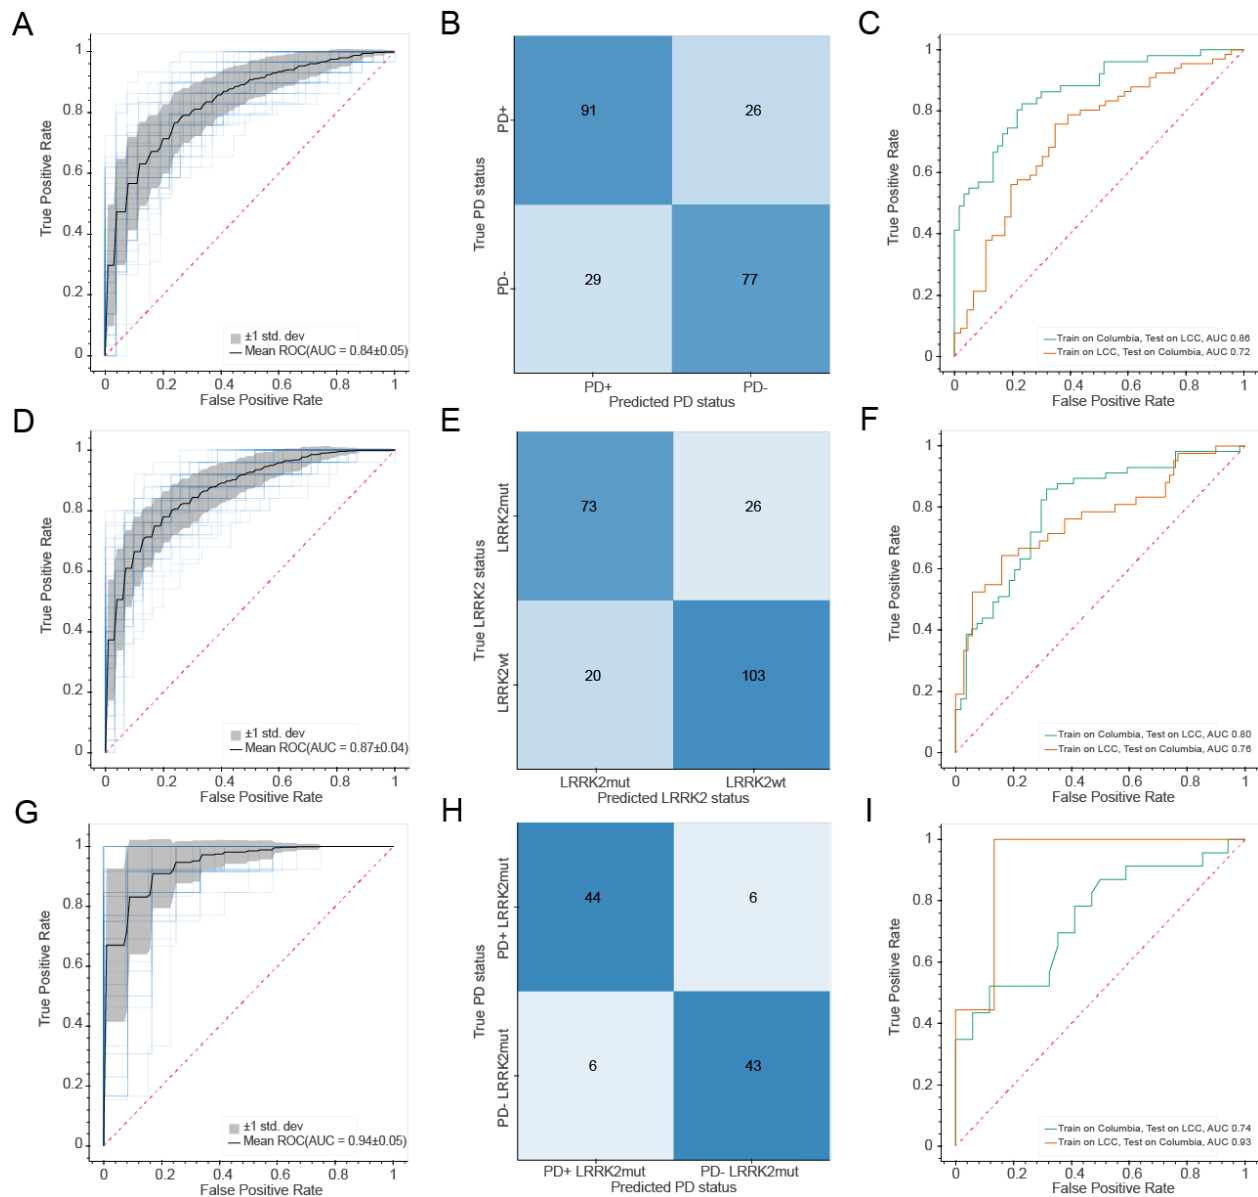 A
1
0.8
0.6
0.4
0.2
0
True Positive Rate
±1 std. dev
Mean ROC(AUC = 0.84±0.05)
0
0.2
0.4
0.6
0.8
1
False Positive Rate
B
True PD status
PD+
PD-
91
26
29
77
PD+
PD-
Predicted PD status
C
1
0.8
0.6
0.4
0.2
0
True Positive Rate
Train on Columbia, Test on LCC, AUC 0.86
Train on LCC, Test on Columbia, AUC 0.72
0
0.2
0.4
0.6
0.8
1
False Positive Rate
D
1
0.8
0.6
0.4
0.2
0
True Positive Rate
±1 std. dev
Mean ROC(AUC = 0.87±0.04)
0
0.2
0.4
0.6
0.8
1
False Positive Rate
E
True LRRK2 status
LRRK2mut
LRRK2wt
73
26
20
103
LRRK2mut
LRRK2wt
Predicted LRRK2 status
F
1
0.8
0.6
0.4
0.2
0
True Positive Rate
Train on Columbia, Test on LCC, AUC 0.80
Train on LCC, Test on Columbia, AUC 0.76
0
0.2
0.4
0.6
0.8
1
False Positive Rate
G
1
0.8
0.6
0.4
0.2
0
True Positive Rate
±1 std. dev
Mean ROC(AUC = 0.94±0.05)
0
0.2
0.4
0.6
0.8
1
False Positive Rate
H
True PD status
PD+ LRRK2mut
PD- LRRK2mut
44
6
6
43
PD+ LRRK2mut
PD- LRRK2mut
Predicted PD status
I
1
0.8
0.6
0.4
0.2
0
True Positive Rate
Train on Columbia, Test on LCC, AUC 0.74
Train on LCC, Test on Columbia, AUC 0.93
0
0.2
0.4
0.6
0.8
1
False Positive Rate